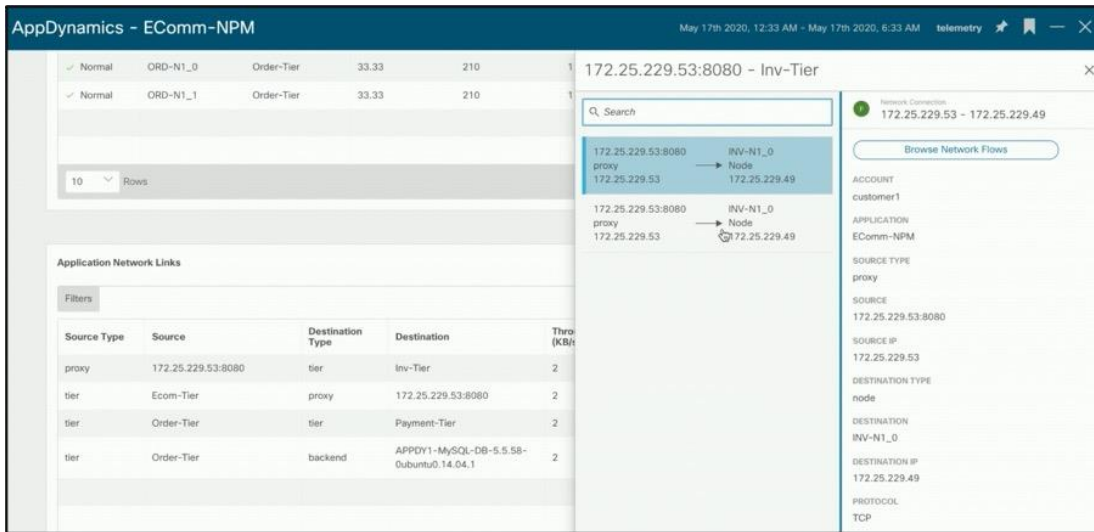 AppDynamics - EComm-NPM
May 17th 2020, 12:33 AM - May 17th 2020, 6:33 AM telemetry
Normal ORD-N1_0 Order-Tier 33.33 210 1
Normal ORD-N1_1 Order-Tier 33.33 210 1
10 Rows
Application Network Links
Filters
Source Type Source Destination Type Destination Thro (KB/s
proxy 172.25.229.53:8080 tier Inv-Tier 2
tier Ecom-Tier proxy 172.25.229.53:8080 2
tier Order-Tier tier Payment-Tier 2
tier Order-Tier backend APPDY1-MySQL-DB-5.5.58-
0ubuntu0.14.04.1 2
172.25.229.53:8080 - Inv-Tier
Search
172.25.229.53:8080 INV-N1_0
proxy Node
172.25.229.53 172.25.229.49
172.25.229.53:8080 INV-N1_0
proxy Node
172.25.229.53 172.25.229.49
P
Network Connection
172.25.229.53 - 172.25.229.49
Browse Network Flows
ACCOUNT
customer1
APPLICATION
EComm-NPM
SOURCE TYPE
proxy
SOURCE
172.25.229.53:8080
SOURCE IP
172.25.229.53
DESTINATION TYPE
node
DESTINATION
INV-N1_0
DESTINATION IP
172.25.229.49
PROTOCOL
TCP